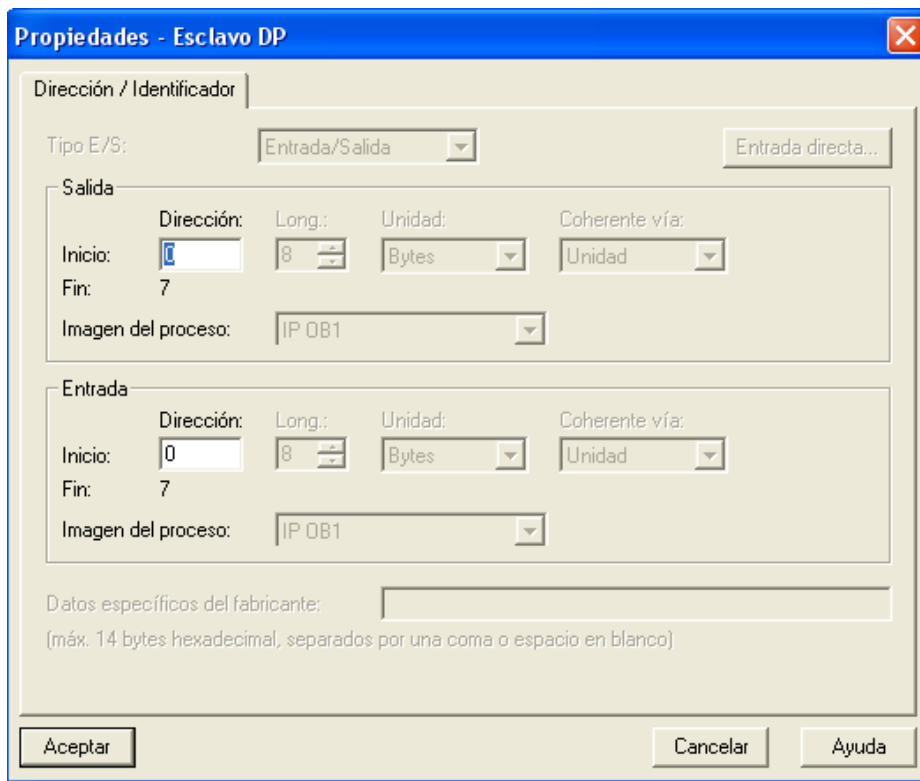 Propiedades - Esclavo DP
Dirección / Identificador
Tipo E/S: Entrada/Salida Entrada directa...
Salida
Dirección: Long.: Unidad: Coherente vía:
Inicio: 0 8 Bytes Unidad
Fin: 7
Imagen del proceso: IP OB1
Entrada
Dirección: Long.: Unidad: Coherente vía:
Inicio: 0 8 Bytes Unidad
Fin: 7
Imagen del proceso: IP OB1
Datos específicos del fabricante:
(máx. 14 bytes hexadecimal, separados por una coma o espacio en blanco)
Aceptar Cancelar Ayuda